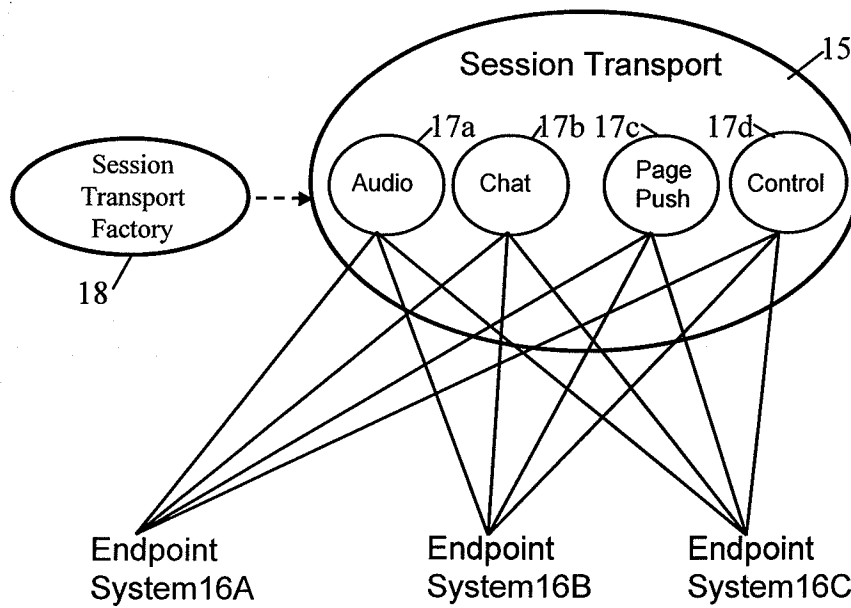 15
Session Transport
17a
17b
17c
17d
Session
Transport
Factory
Audio
Chat
Page
Push
Control
18
Endpoint
System16A
Endpoint
System16B
Endpoint
System16C